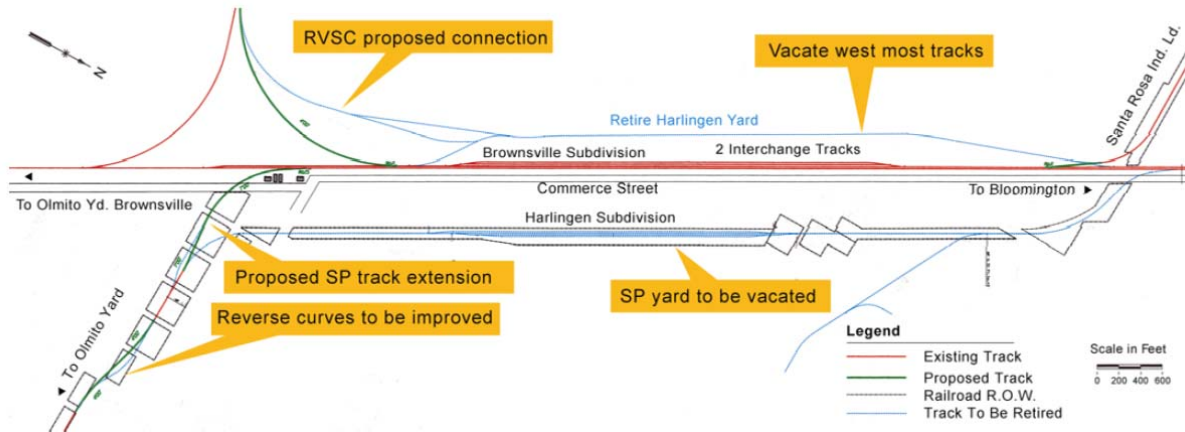 RVSC proposed connection
Vacate west most tracks
Santa Rosa Ind. Ld.
N
Retire Harlingen Yard
Brownsville Subdivision
2 Interchange Tracks
Commerce Street
To Bloomington
To Olmito Yd. Brownsville
Harlingen Subdivision
Proposed SP track extension
SP yard to be vacated
Reverse curves to be improved
To Olmito Yard
Legend
Existing Track
Proposed Track
Railroad R.O.W.
Track To Be Retired
Scale in Feet
0 200 400 600